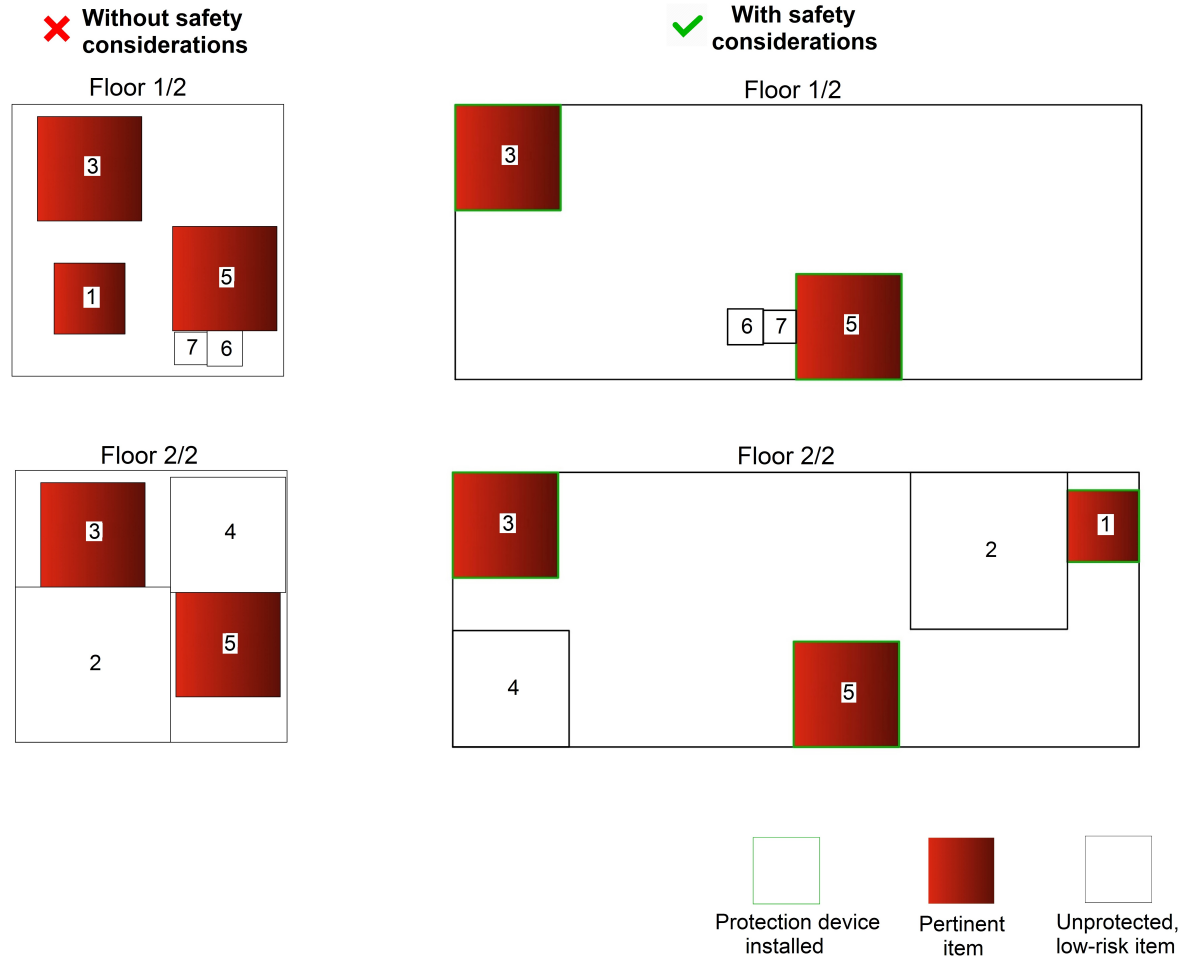 Without safety
considerations
With safety
considerations
Floor 1/2
3
5
1
7
6
Floor 1/2
3
6
7
5
Floor 2/2
3
4
2
5
Floor 2/2
3
2
1
4
5
Protection device
installed
Pertinent
item
Unprotected,
low-risk item